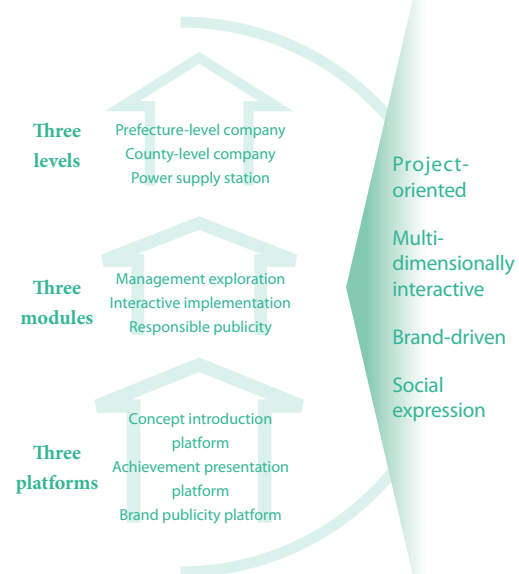 Three
levels
Prefecture-level company
County-level company
Power supply station
Three
modules
Management exploration
Interactive implementation
Responsible publicity
Three
platforms
Concept introduction
platform
Achievement presentation
platform
Brand publicity platform
Project-
oriented
Multi-
dimensionally
interactive
Brand-driven
Social
expression